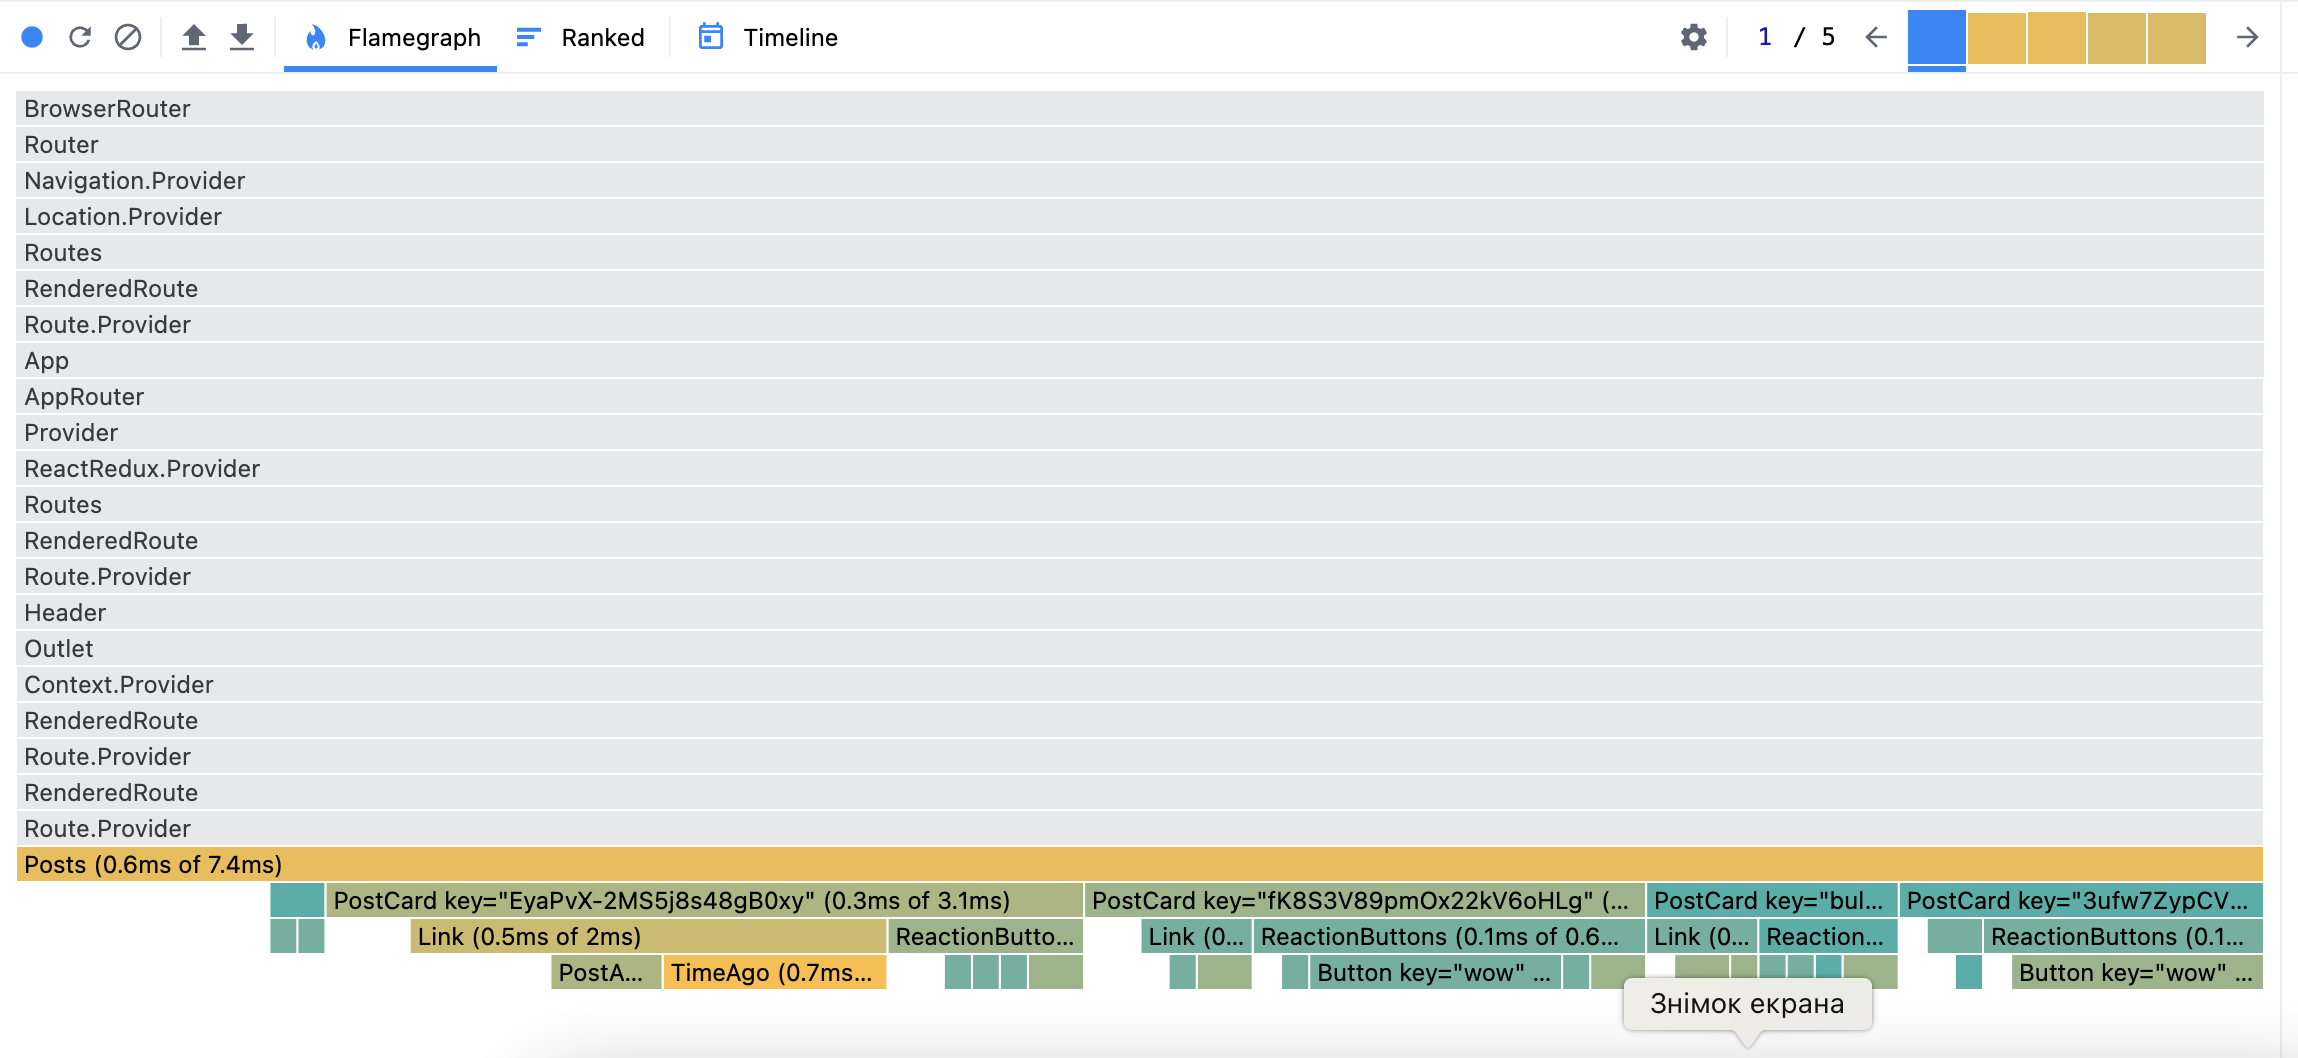 Flamegraph Ranked Timeline 1 / 5
BrowserRouter
Router
Navigation.Provider
Location.Provider
Routes
RenderedRoute
Route.Provider
App
AppRouter
Provider
ReactRedux.Provider
Routes
RenderedRoute
Route.Provider
Header
Outlet
Context.Provider
RenderedRoute
Route.Provider
RenderedRoute
Route.Provider
Posts (0.6ms of 7.4ms)
PostCard key="EyaPvX-2MS5j8s48gB0xy" (0.3ms of 3.1ms) PostCard key="fK8S3V89pmOx22kV6oHLg" (... PostCard key="bul... PostCard key="3ufw7ZypCV...
Link (0.5ms of 2ms) ReactionButto... Link (0... ReactionButtons (0.1ms of 0.6... Link (0... Reaction... ReactionButtons (0.1...
PostA... TimeAgo (0.7ms... Button key="wow" ... Button key="wow" ...
Знімок екрана